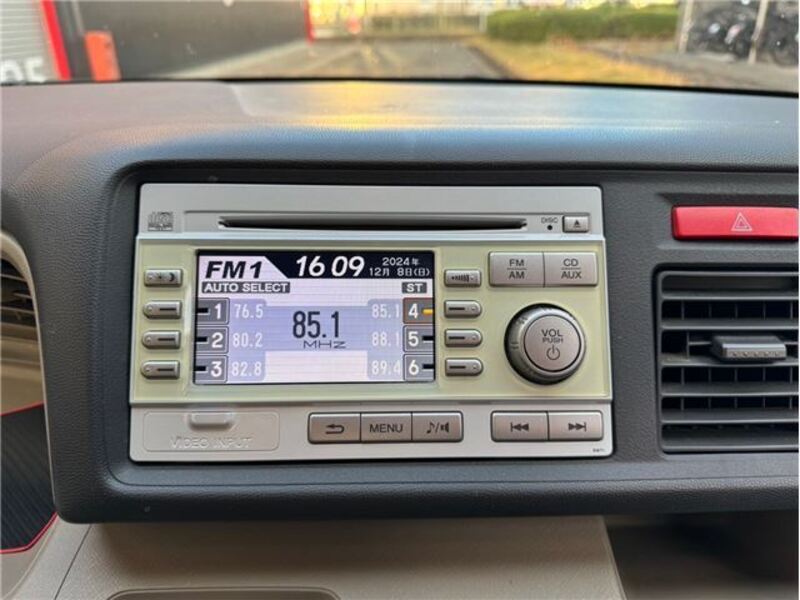 DISC
FM1 16 09 2024年
12月 8日(日)
AUTO SELECT ST
1 76.5 85.1 4
2 80.2 85.1 88.1 5
MHz
3 82.8 89.4 6
FM
AM
CD
AUX
VOL
PUSH
VIDEO INPUT
MENU